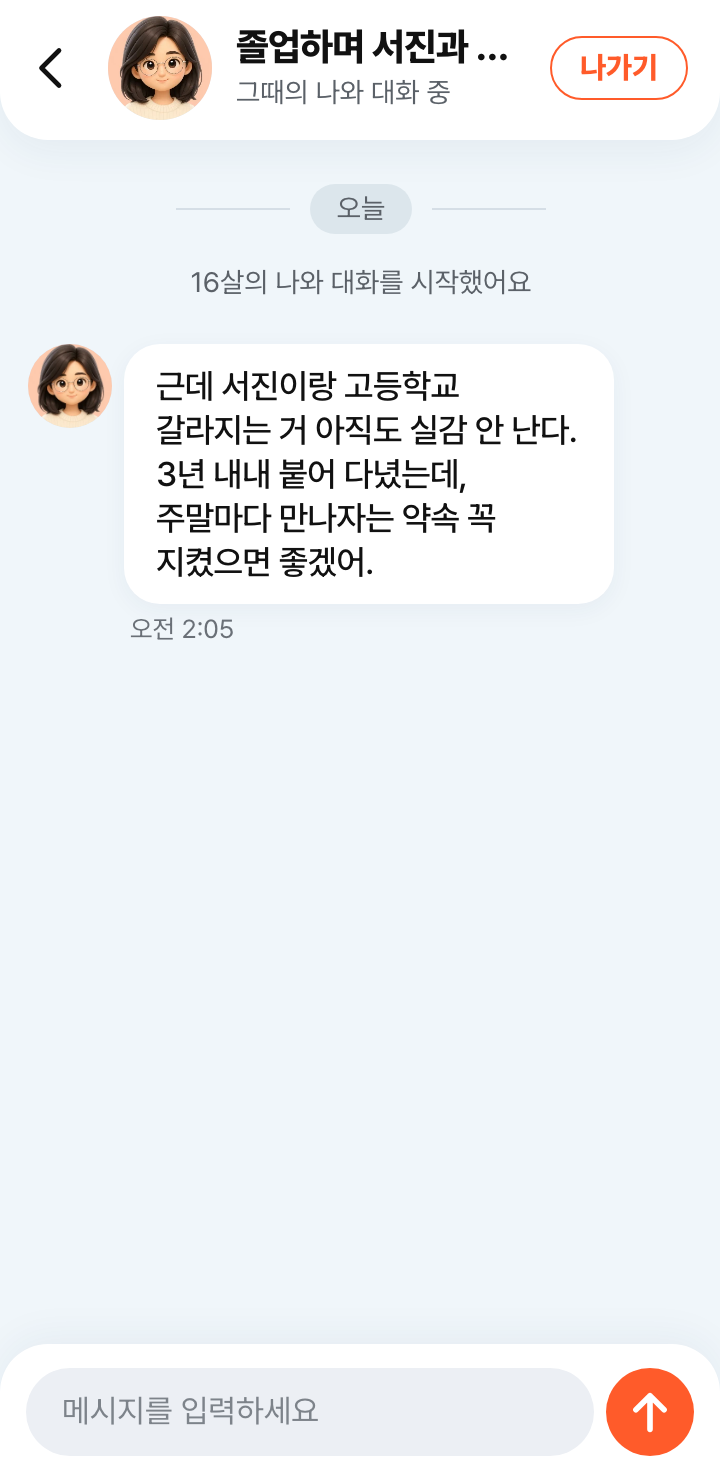 졸업하며 서진과 ...
그때의 나와 대화 중
나가기
오늘
16살의 나와 대화를 시작했어요
근데 서진이랑 고등학교
갈라지는 거 아직도 실감 안 난다.
3년 내내 붙어 다녔는데,
주말마다 만나자는 약속 꼭
지켰으면 좋겠어.
오전 2:05
메시지를 입력하세요